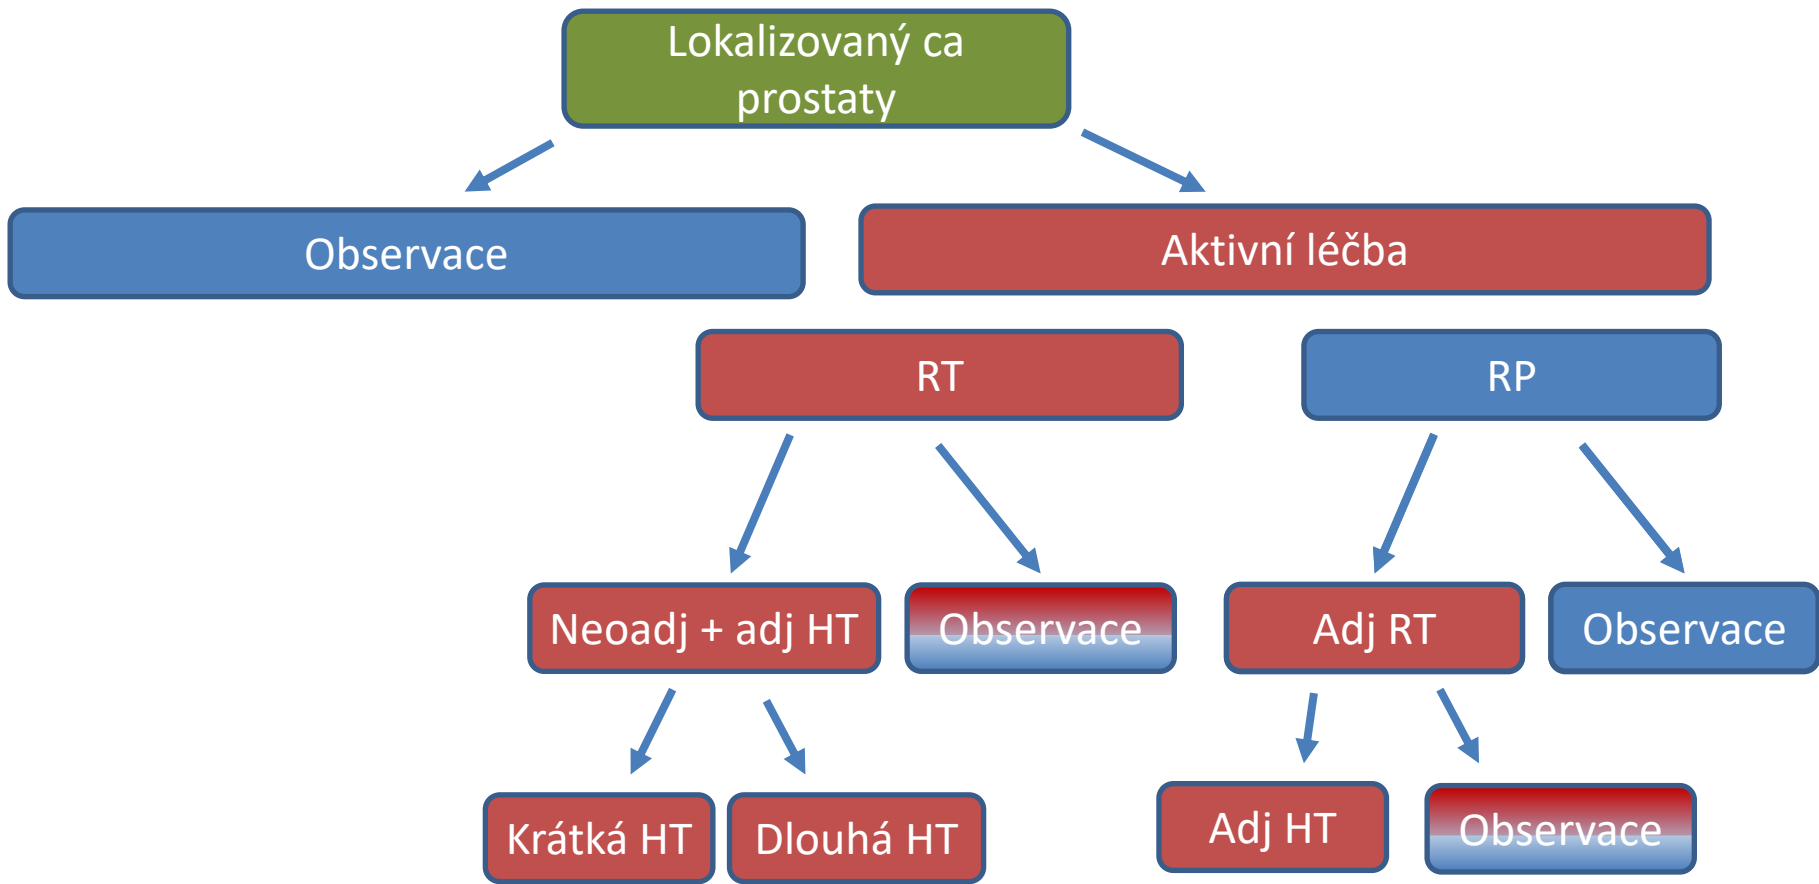 Lokalizovaný ca
prostaty
Observace
Aktivní léčba
RT
RP
Neoadj + adj HT
Observace
Adj RT
Observace
Krátká HT
Dlouhá HT
Adj HT
Observace